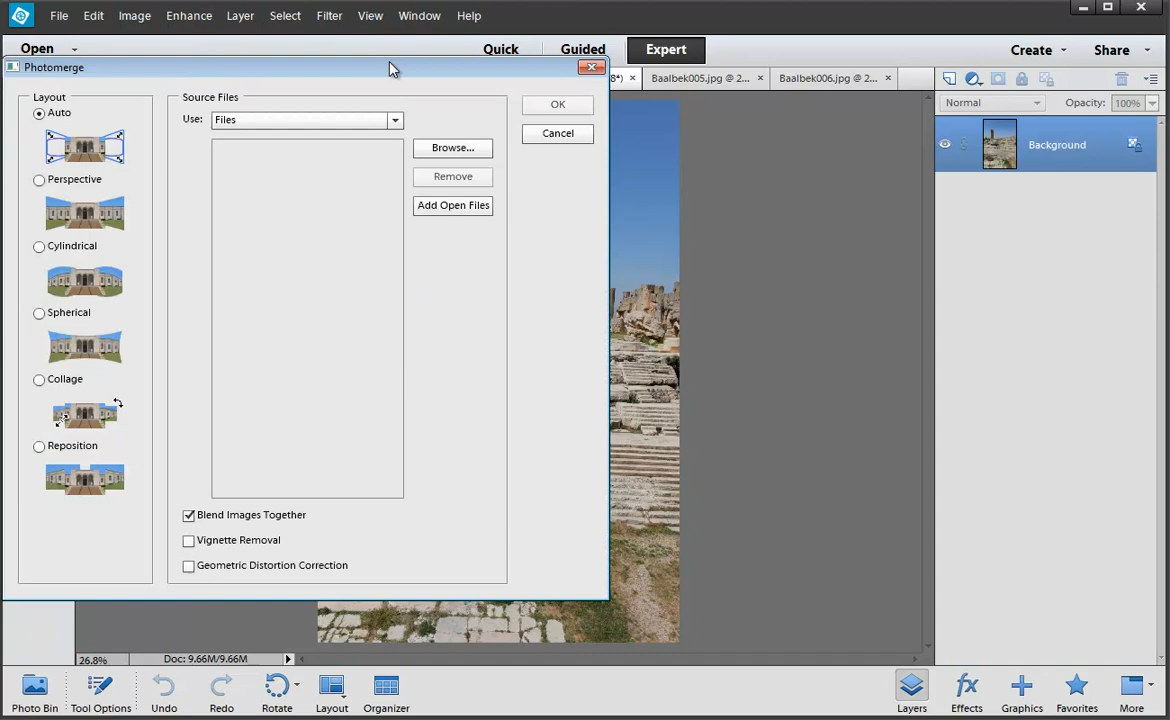 File Edit Image Enhance Layer Select Filter View Window Help
Open Quick Guided Expert Create Share
Photomerge
8*) Baalbek005.jpg @ 2... Baalbek006.jpg @ 2...
Layout
Auto
Perspective
Cylindrical
Spherical
Collage
Reposition
Source Files
Use: Files
Browse...
Remove
Add Open Files
Blend Images Together
Vignette Removal
Geometric Distortion Correction
OK
Cancel
Normal Opacity: 100%
Background
26.8% Doc: 9.66M/9.66M
Photo Bin Tool Options Undo Redo Rotate Layout Organizer Layers Effects Graphics Favorites More